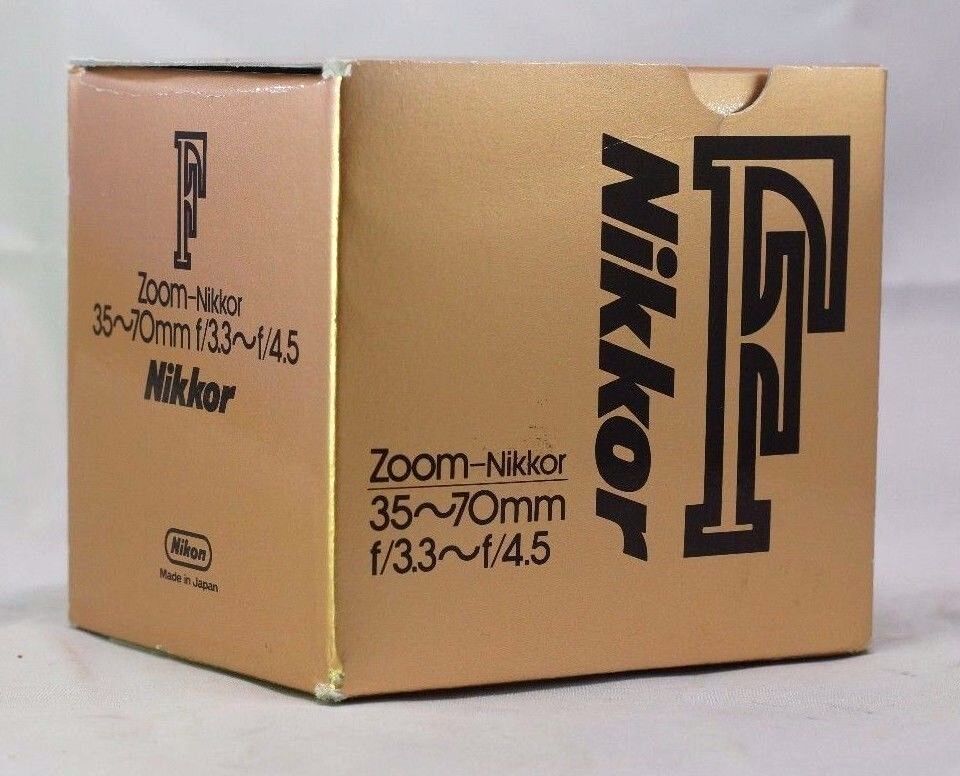 F
Zoom-Nikkor
35~70mm f/3.3~f/4.5
Nikkor
Nikon
Made in Japan
Zoom-Nikkor
35~70mm
f/3.3~f/4.5
Nikkor
F